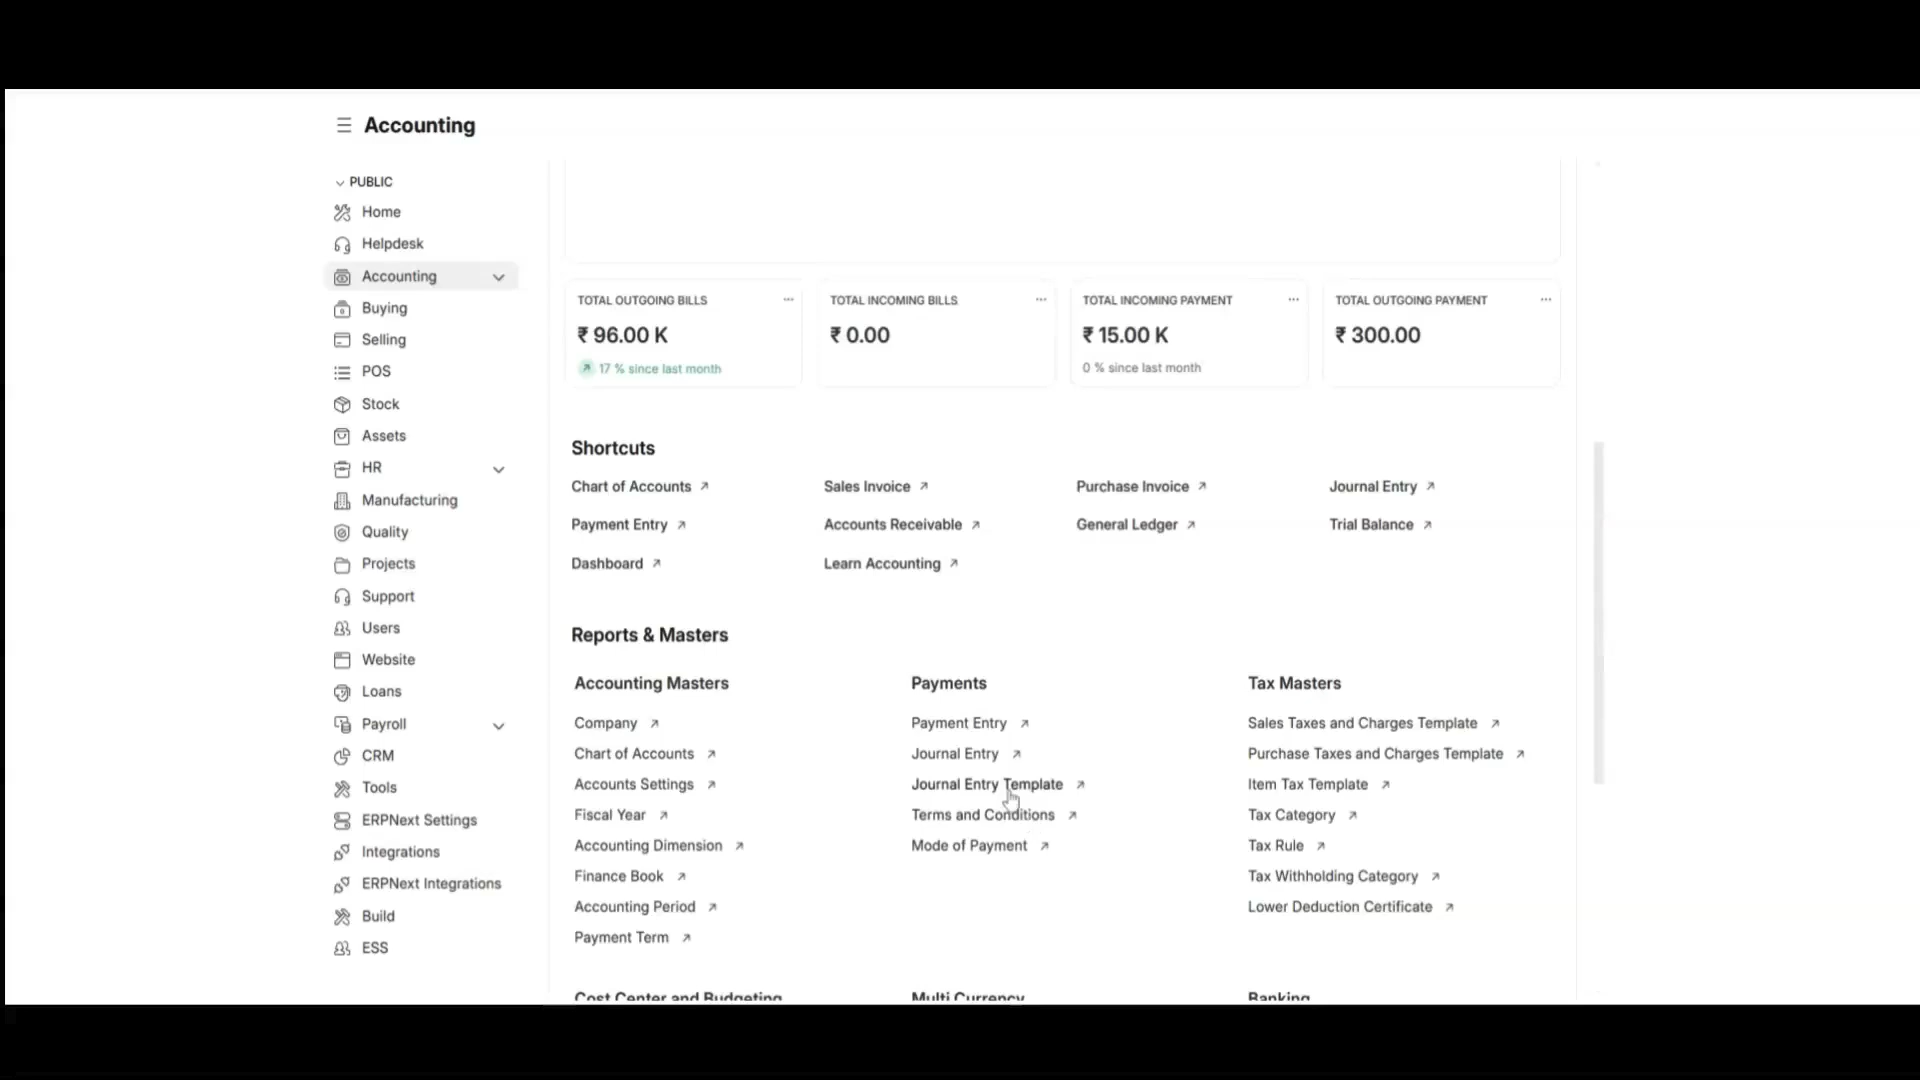 Accounting
PUBLIC
Home
Helpdesk
Accounting
Buying
Selling
POS
Stock
Assets
HR
Manufacturing
Quality
Projects
Support
Users
Website
Loans
Payroll
CRM
Tools
ERPNext Settings
Integrations
ERPNext Integrations
Build
ESS
TOTAL OUTGOING BILLS
₹ 96.00 K
17 % since last month
TOTAL INCOMING BILLS
₹ 0.00
TOTAL INCOMING PAYMENT
₹ 15.00 K
0 % since last month
TOTAL OUTGOING PAYMENT
₹ 300.00
Shortcuts
Chart of Accounts
Sales Invoice
Purchase Invoice
Journal Entry
Payment Entry
Accounts Receivable
General Ledger
Trial Balance
Dashboard
Learn Accounting
Reports & Masters
Accounting Masters
Company
Chart of Accounts
Accounts Settings
Fiscal Year
Accounting Dimension
Finance Book
Accounting Period
Payment Term
Payments
Payment Entry
Journal Entry
Journal Entry Template
Terms and Conditions
Mode of Payment
Tax Masters
Sales Taxes and Charges Template
Purchase Taxes and Charges Template
Item Tax Template
Tax Category
Tax Rule
Tax Withholding Category
Lower Deduction Certificate
Cost Center and Budgeting
Multi Currency
Banking